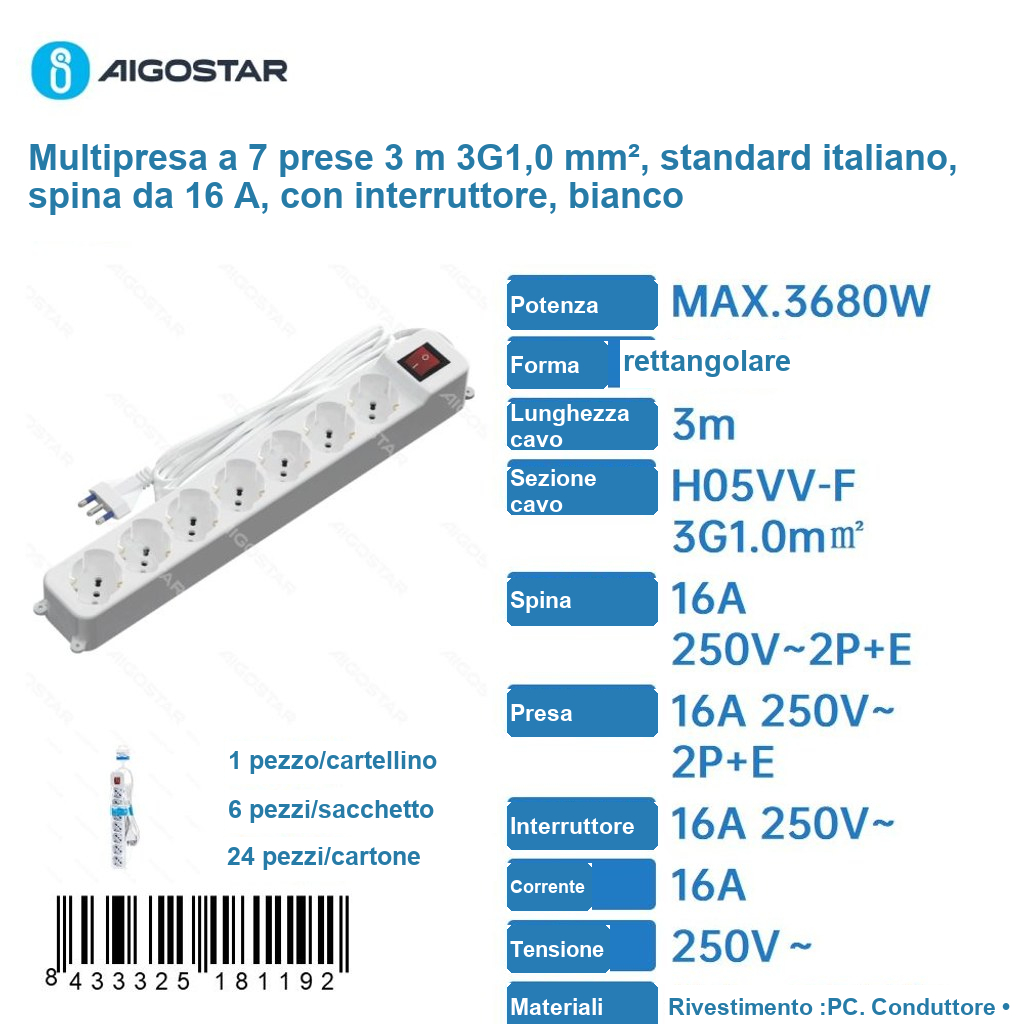 AIGOSTAR
Multipresa a 7 prese 3 m 3G1,0 mm², standard italiano,
spina da 16 A, con interruttore, bianco
Potenza MAX.3680W
Forma rettangolare
Lunghezza
cavo 3m
Sezione
cavo H05VV-F
3G1.0mm²
Spina 16A
250V~2P+E
Presa 16A 250V~
2P+E
Interruttore 16A 250V~
Corrente 16A
Tensione 250V~
Materiali Rivestimento :PC. Conduttore •
1 pezzo/cartellino
6 pezzi/sacchetto
24 pezzi/cartone
8 433325 181192